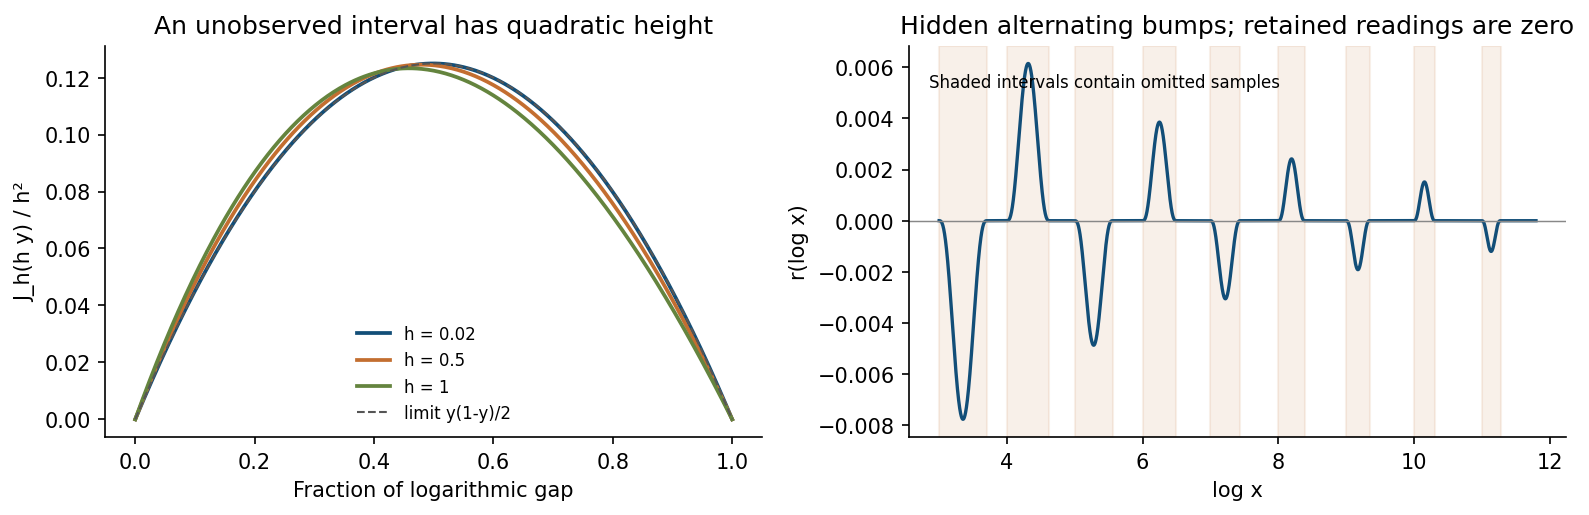 An unobserved interval has quadratic height
J_h(h y) / h²
0.12
0.10
0.08
0.06
0.04
0.02
0.00
h = 0.02
h = 0.5
h = 1
limit y(1-y)/2
0.0
0.2
0.4
0.6
0.8
1.0
Fraction of logarithmic gap
Hidden alternating bumps; retained readings are zero
Shaded intervals contain omitted samples
r(log x)
0.006
0.004
0.002
0.000
−0.002
−0.004
−0.006
−0.008
4
6
8
10
12
log x